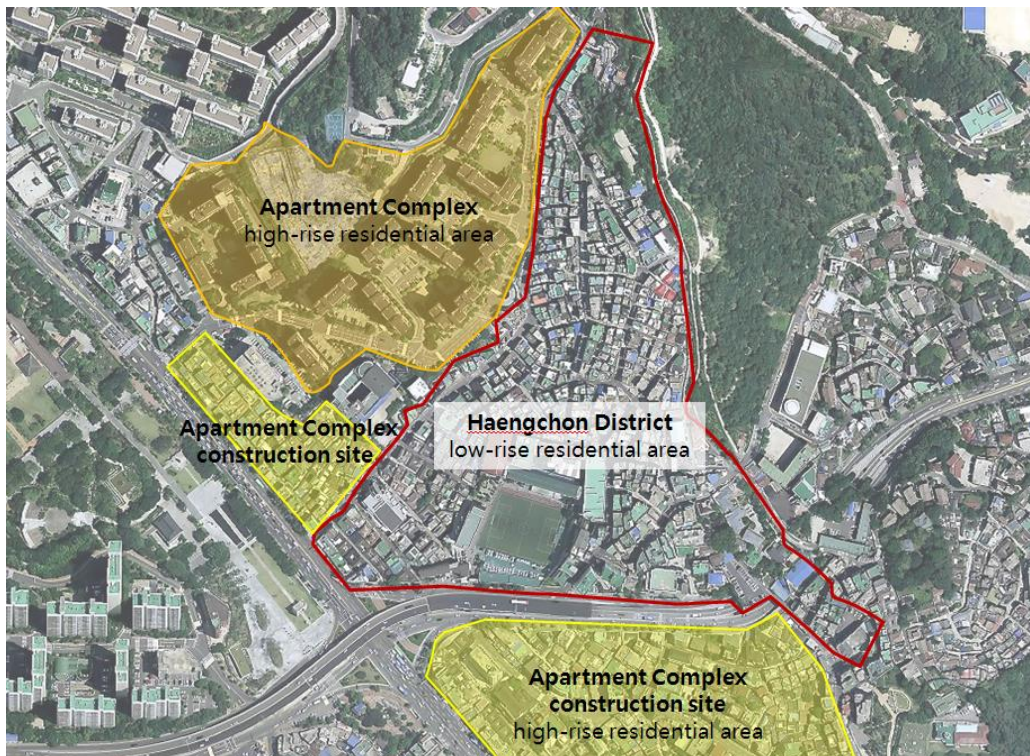 Apartment Complex
high-rise residential area
Apartment Complex
construction site
Haengchon District
low-rise residential area
Apartment Complex
construction site
high-rise residential area